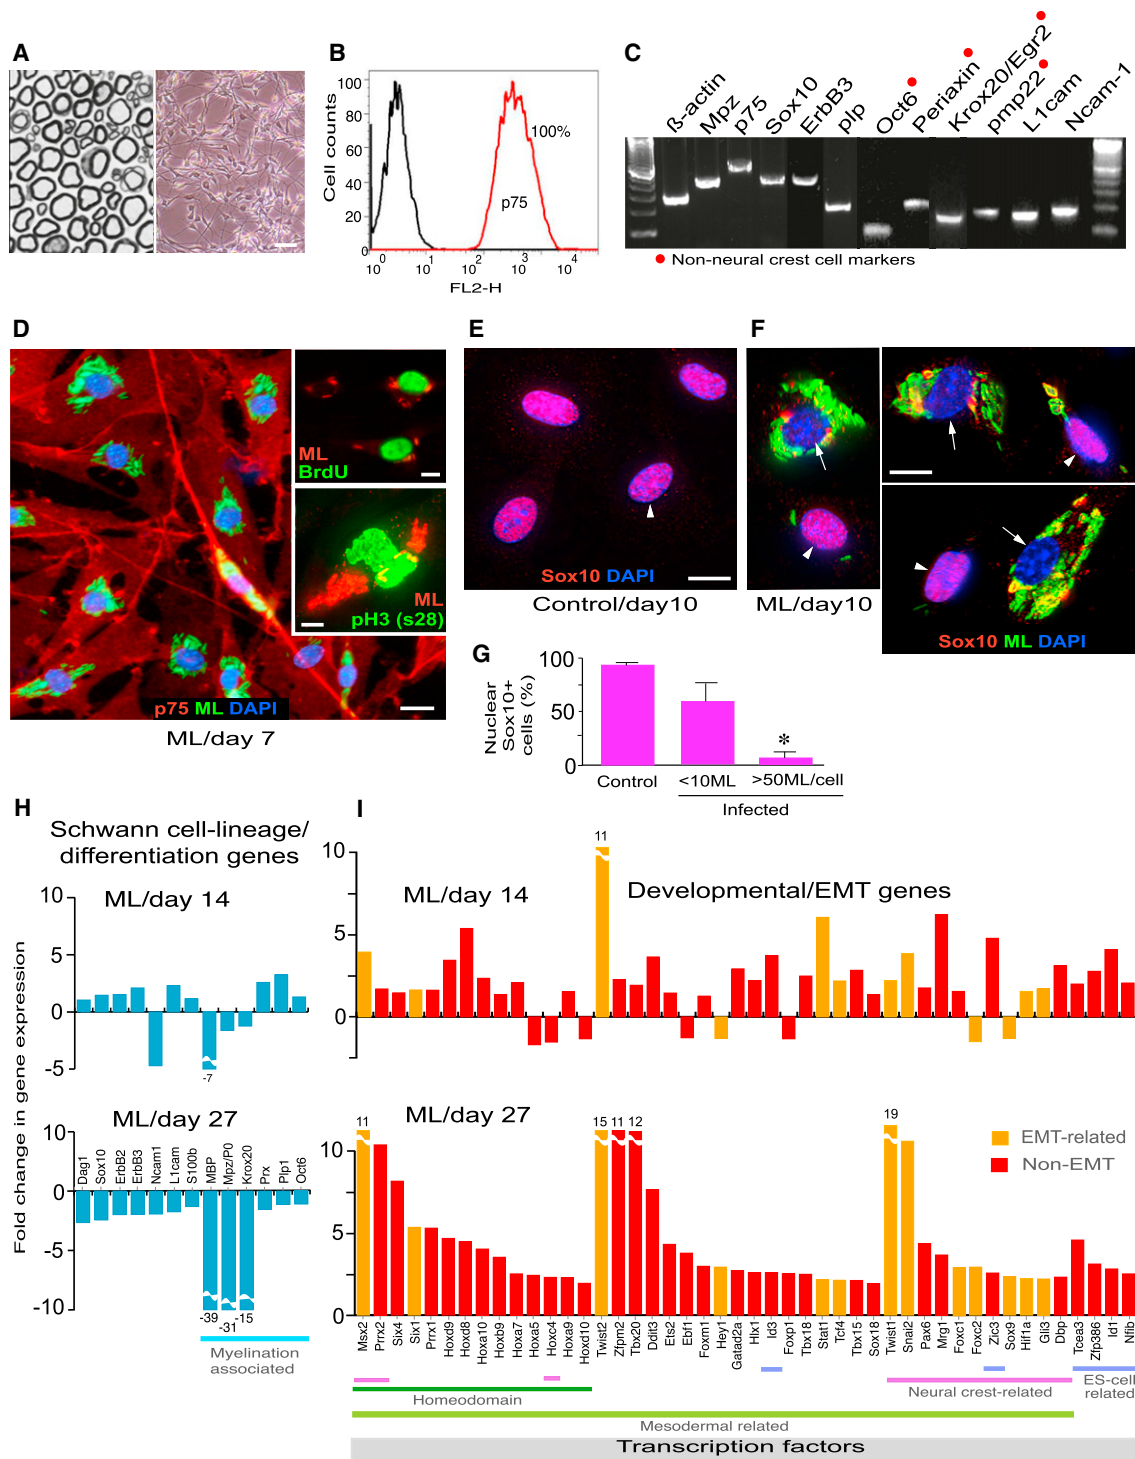 A
B
C
Cell counts
100
80
60
40
20
0
100%
p75
10 0
10 1
10 2
10 3
10 4
FL2-H
ß-actin
Mpz
p75
Sox10
ErbB3
plp
Oct6
Periaxin
Krox20/Egr2
pmp22
L1cam
Ncam-1
Non-neural crest cell markers
D
E
F
ML
BrdU
ML
pH3 (s28)
p75 ML DAPI
ML/day 7
Sox10 DAPI
Control/day10
ML/day10
Sox10 ML DAPI
G
Nuclear
Sox10+
cells (%)
100
50
0
*
Control
<10ML
>50ML/cell
Infected
H
Schwann cell-lineage/
differentiation genes
Fold change in gene expression
ML/day 14
10
5
0
-5
-7
ML/day 27
10
0
-5
-10
Dag1
Sox10
ErbB2
ErbB3
Ncam1
L1cam
S100b
MBP
Mpz/P0
Krox20
Prx
Plp1
Oct6
-39
-31
-15
Myelination
associated
I
10
5
0
11
ML/day 14
Developmental/EMT genes
ML/day 27
10
5
0
11
15
11
12
19
EMT-related
Non-EMT
Msx2
Prrx2
Six4
Six1
Prrx1
Hoxd9
Hoxd8
Hoxa10
Hoxb9
Hoxa7
Hoxa5
Hoxc4
Hoxa9
Hoxd10
Twist2
Zfpm2
Tbx20
Ddit3
Ets2
Ebf1
Foxm1
Hey1
Gatad2a
Hlx1
Id3
Foxp1
Tbx18
Stat1
Tcf4
Tbx15
Sox18
Twist1
Snai2
Pax6
Mrg1
Foxc1
Foxc2
Zic3
Sox9
Hif1a
Gli3
Dbp
Tcea3
Zfp386
Id1
Nfib
Homeodomain
Neural crest-related
ES-cell
related
Mesodermal related
Transcription factors